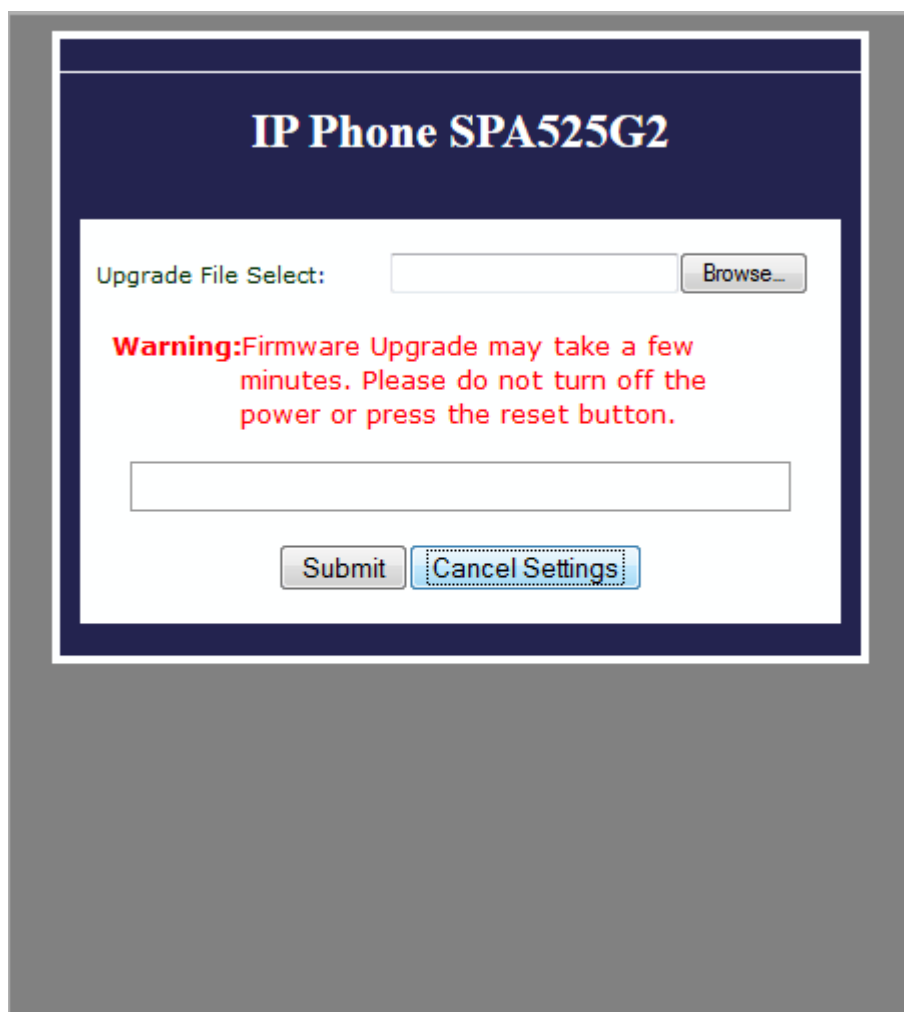 IP Phone SPA525G2
Upgrade File Select:
Browse...
Warning:Firmware Upgrade may take a few
minutes. Please do not turn off the
power or press the reset button.
Submit
Cancel Settings